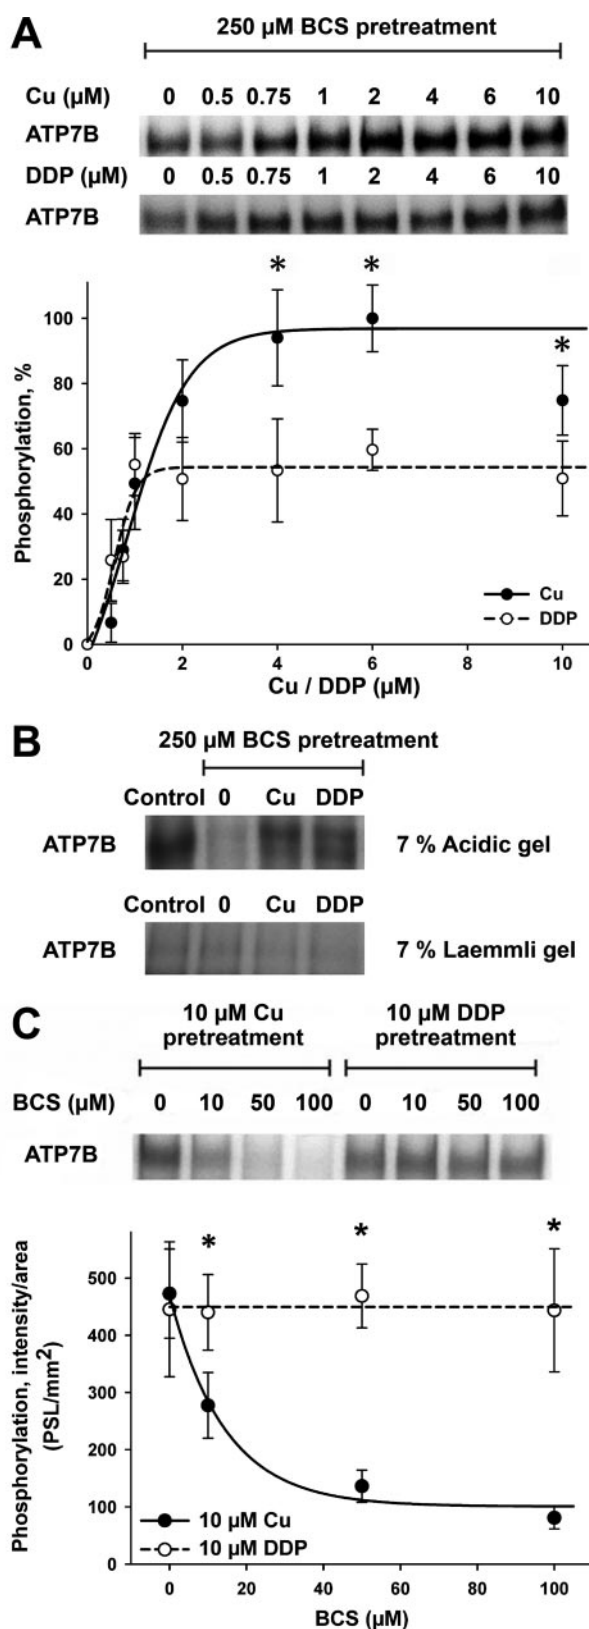 A
250 µM BCS pretreatment
Cu (µM) 0 0.5 0.75 1 2 4 6 10
ATP7B
DDP (µM) 0 0.5 0.75 1 2 4 6 10
ATP7B
* *
*
100
80
60
40
20
0
Phosphorylation, %
Cu
DDP
0 2 4 6 8 10
Cu / DDP (µM)
B
250 µM BCS pretreatment
Control 0 Cu DDP
ATP7B 7 % Acidic gel
Control 0 Cu DDP
ATP7B 7 % Laemmli gel
C
10 µM Cu pretreatment
10 µM DDP pretreatment
BCS (µM) 0 10 50 100 0 10 50 100
ATP7B
* * *
500
400
300
200
100
0
Phosphorylation, intensity/area
(PSL/mm²)
10 µM Cu
10 µM DDP
0 20 40 60 80 100
BCS (µM)